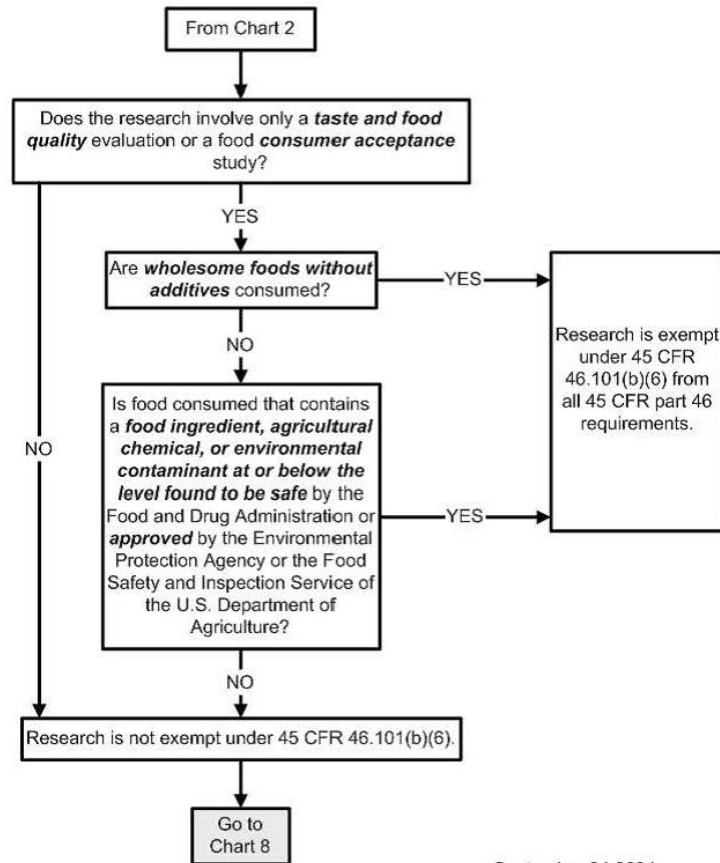 From Chart 2
Does the research involve only a taste and food
quality evaluation or a food consumer acceptance
study?
YES
Are wholesome foods without
additives consumed?
YES
NO
Research is exempt
under 45 CFR
46.101(b)(6) from
all 45 CFR part 46
requirements.
Is food consumed that contains
a food ingredient, agricultural
chemical, or environmental
contaminant at or below the
level found to be safe by the
Food and Drug Administration or
approved by the Environmental
Protection Agency or the Food
Safety and Inspection Service of
the U.S. Department of
Agriculture?
NO
YES
NO
Research is not exempt under 45 CFR 46.101(b)(6).
Go to
Chart 8